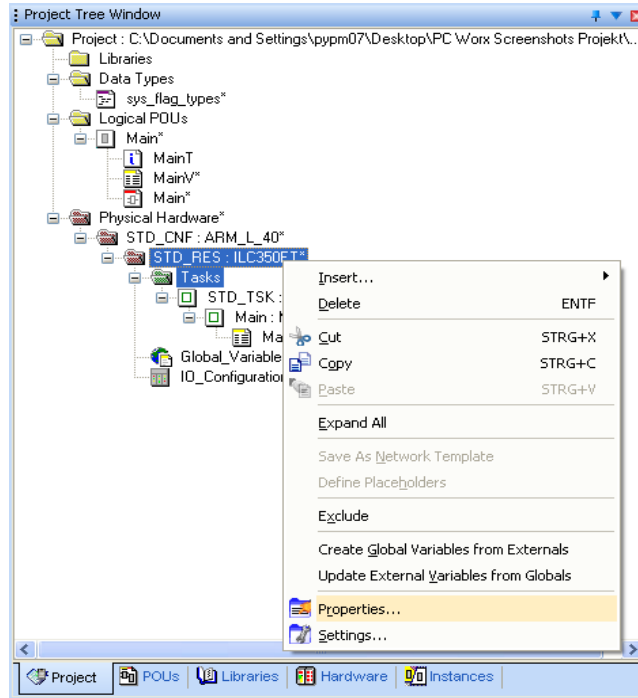 Project Tree Window
Project : C:\Documents and Settings\pypm07\Desktop\PC Worx Screenshots Projekt\...
Libraries
Data Types
sys_flag_types*
Logical POUs
Main*
MainT
MainV*
Main*
Physical Hardware*
STD_CNF : ARM_L_40*
STD_RES : ILC350ET*
Tasks
STD_TSK :
Main :
Ma
Global_Variable
IO_Configuration
Insert...
Delete ENTF
Cut STRG+X
Copy STRG+C
Paste STRG+V
Expand All
Save As Network Template
Define Placeholders
Exclude
Create Global Variables from Externals
Update External Variables from Globals
Properties...
Settings...
Project POUs Libraries Hardware Instances